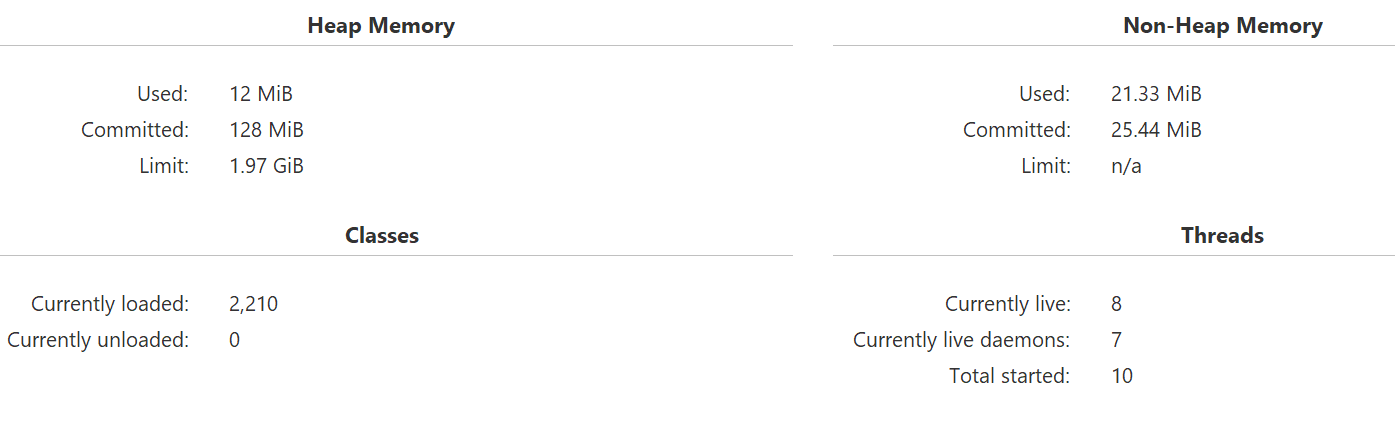 Heap Memory
Used: 12 MiB
Committed: 128 MiB
Limit: 1.97 GiB
Non-Heap Memory
Used: 21.33 MiB
Committed: 25.44 MiB
Limit: n/a
Classes
Currently loaded: 2,210
Currently unloaded: 0
Threads
Currently live: 8
Currently live daemons: 7
Total started: 10